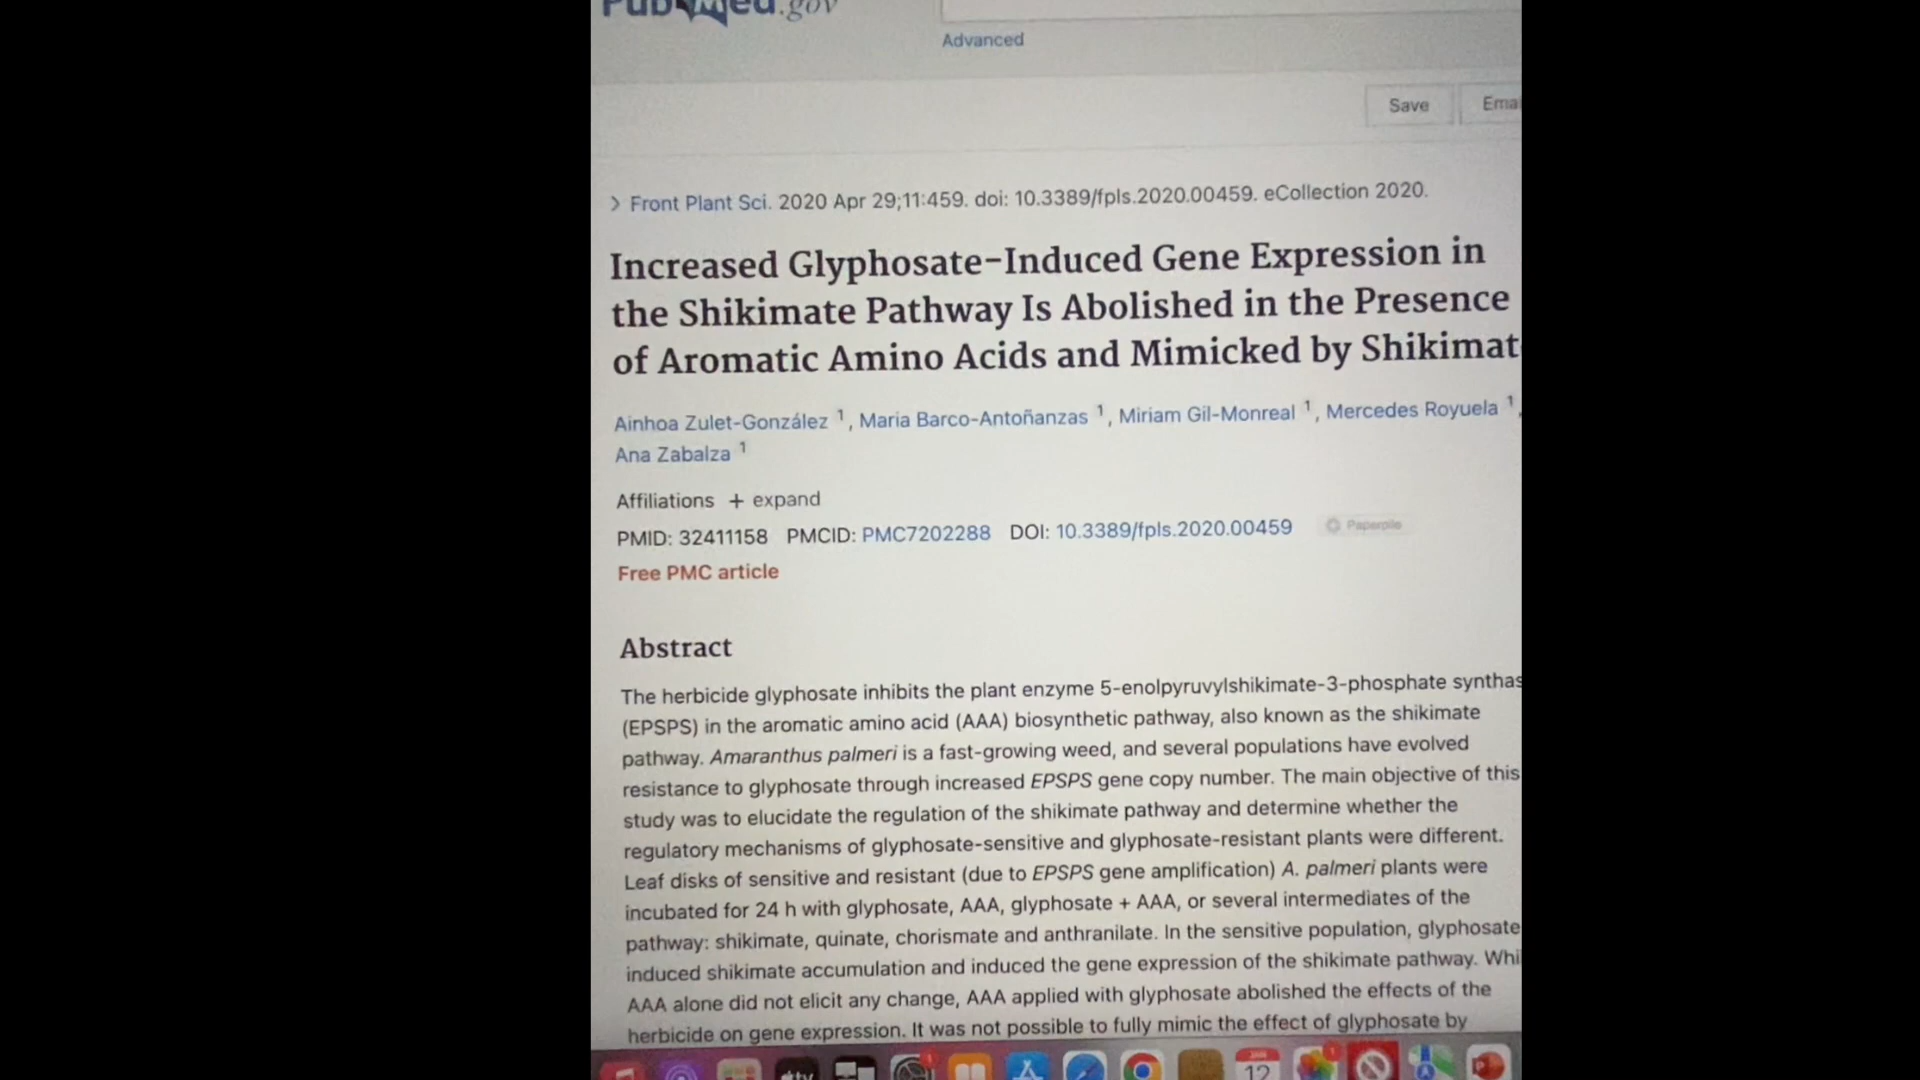 PubMed.gov
Advanced
Save
Emai
> Front Plant Sci. 2020 Apr 29;11:459. doi: 10.3389/fpls.2020.00459. eCollection 2020.
Increased Glyphosate-Induced Gene Expression in
the Shikimate Pathway Is Abolished in the Presence
of Aromatic Amino Acids and Mimicked by Shikimat
Ainhoa Zulet-González 1, Maria Barco-Antoñanzas 1, Miriam Gil-Monreal 1, Mercedes Royuela 1,
Ana Zabalza 1
Affiliations + expand
PMID: 32411158 PMCID: PMC7202288 DOI: 10.3389/fpls.2020.00459 Paperpile
Free PMC article
Abstract
The herbicide glyphosate inhibits the plant enzyme 5-enolpyruvylshikimate-3-phosphate synthas
(EPSPS) in the aromatic amino acid (AAA) biosynthetic pathway, also known as the shikimate
pathway. Amaranthus palmeri is a fast-growing weed, and several populations have evolved
resistance to glyphosate through increased EPSPS gene copy number. The main objective of this
study was to elucidate the regulation of the shikimate pathway and determine whether the
regulatory mechanisms of glyphosate-sensitive and glyphosate-resistant plants were different.
Leaf disks of sensitive and resistant (due to EPSPS gene amplification) A. palmeri plants were
incubated for 24 h with glyphosate, AAA, glyphosate + AAA, or several intermediates of the
pathway: shikimate, quinate, chorismate and anthranilate. In the sensitive population, glyphosate
induced shikimate accumulation and induced the gene expression of the shikimate pathway. Whi
AAA alone did not elicit any change, AAA applied with glyphosate abolished the effects of the
herbicide on gene expression. It was not possible to fully mimic the effect of glyphosate by
tv
1
JAN
12
1
P